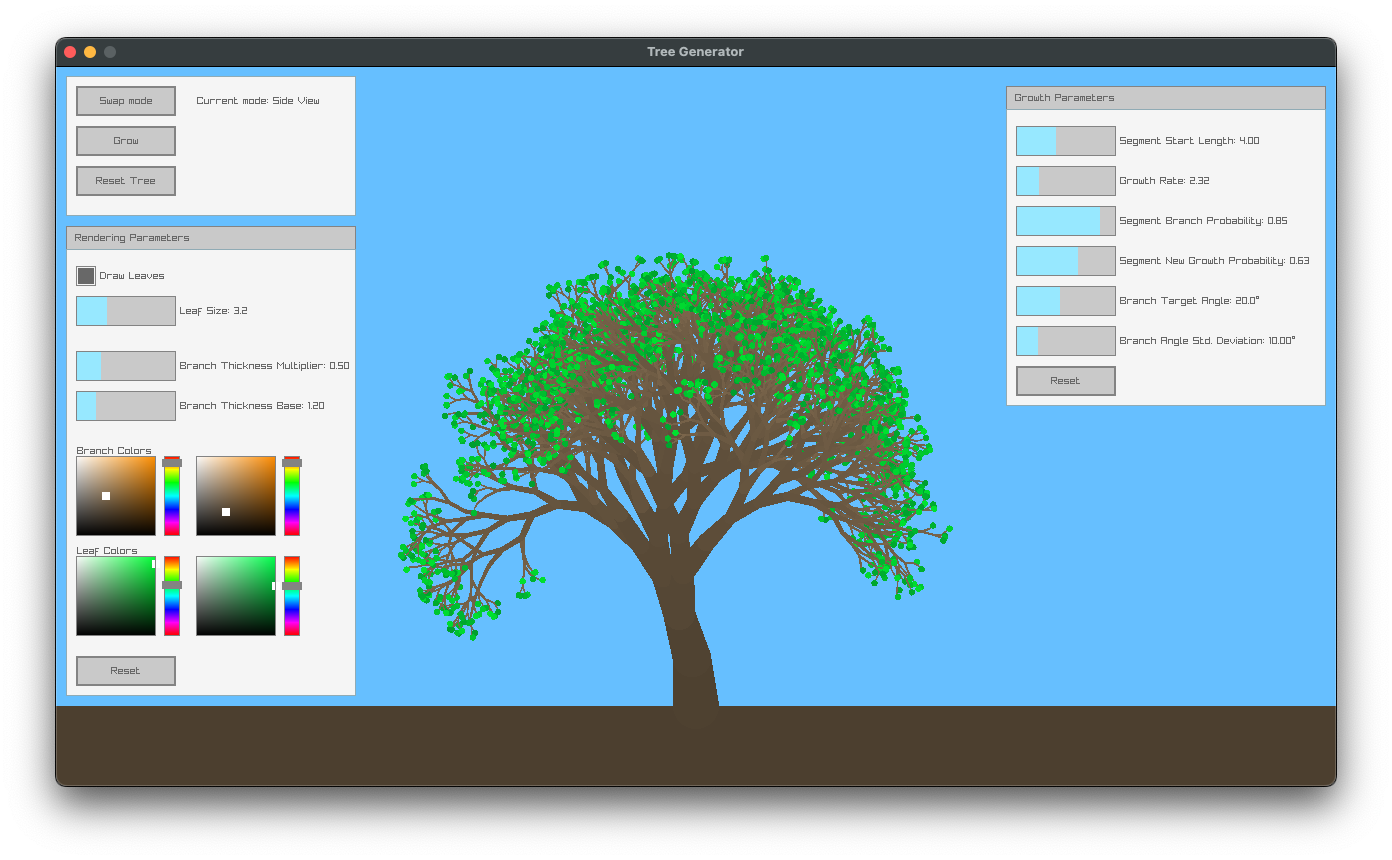 Tree Generator
Swap mode
Current mode: Side View
Grow
Reset Tree
Rendering Parameters
Draw Leaves
Leaf Size: 3.2
Branch Thickness Multiplier: 0.50
Branch Thickness Base: 1.20
Branch Colors
Leaf Colors
Reset
Growth Parameters
Segment Start Length: 4.00
Growth Rate: 2.32
Segment Branch Probability: 0.85
Segment New Growth Probability: 0.63
Branch Target Angle: 20.0°
Branch Angle Std. Deviation: 10.00°
Reset